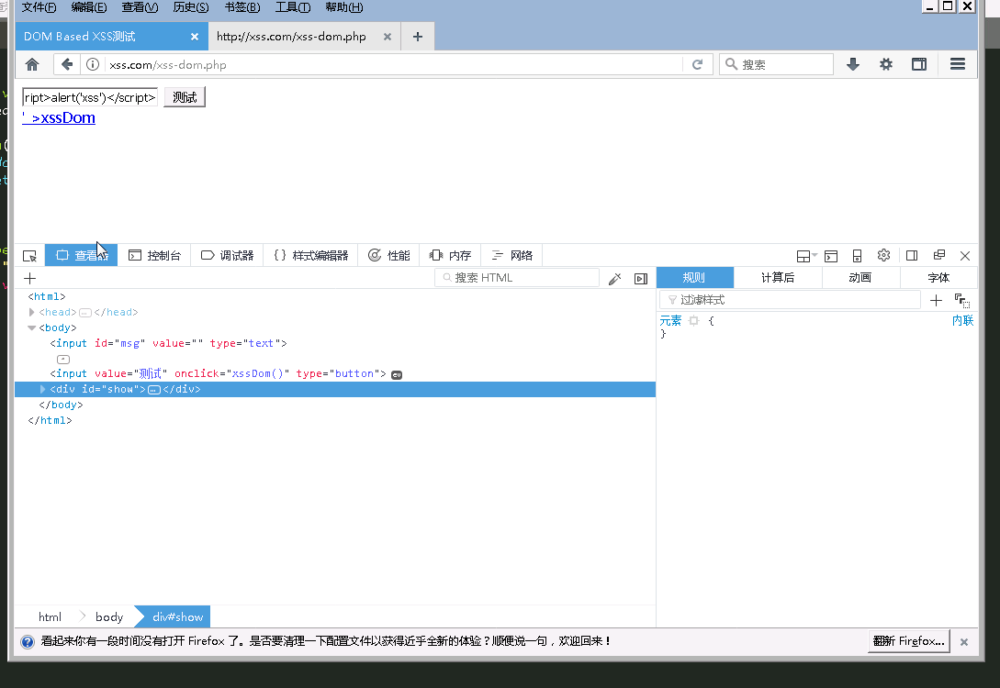 文件(F) 编辑(E) 查看(V) 历史(S) 书签(B) 工具(T) 帮助(H)
DOM Based XSS测试 http://xss.com/xss-dom.php
xss.com/xss-dom.php 搜索
ript>alert('xss')</script> 测试
' >xssDom
查看器 控制台 调试器 {} 样式编辑器 性能 内存 网络
搜索 HTML 规则 计算后 动画 字体
过滤样式
<html>
<head>…</head>
<body>
<input id="msg" value="" type="text">
<input value="测试" onclick="xssDom()" type="button"> ev
<div id="show">…</div>
</body>
</html>
元素 { 内联
}
html body div#show
看起来你有一段时间没有打开 Firefox 了。是否要清理一下配置文件以获得近乎全新的体验？顺便说一句，欢迎回来！ 翻新 Firefox...